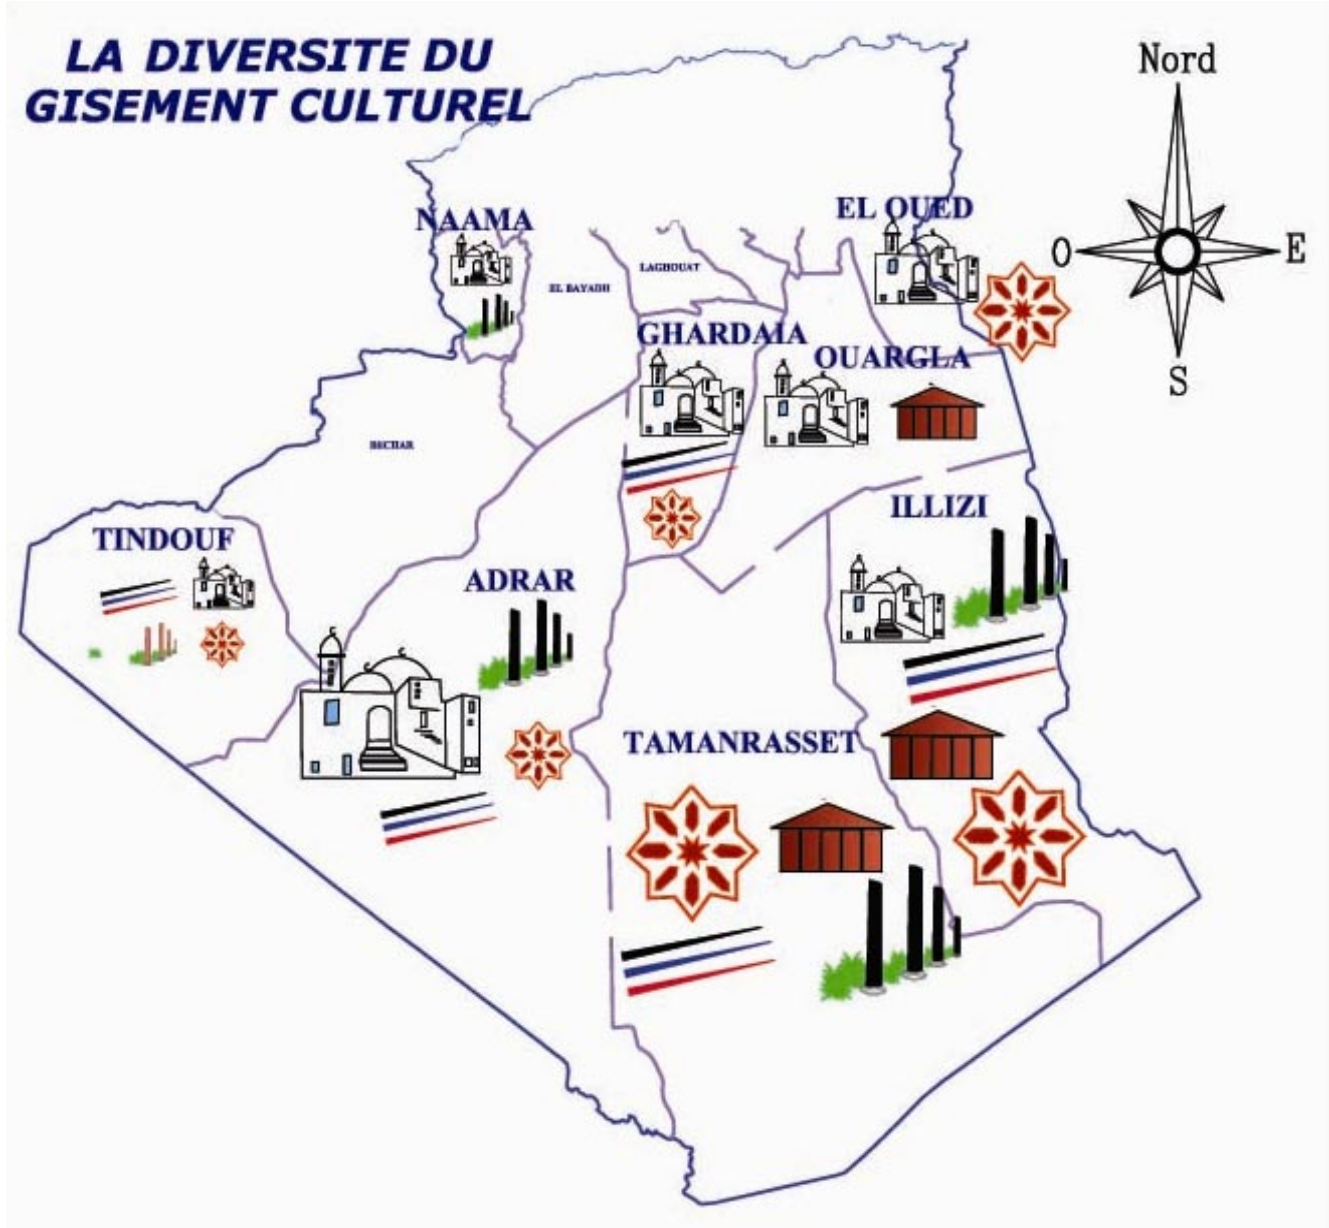 LA DIVERSITE DU
GISEMENT CULTUREL
Nord
NAAMA
EL OUED
O
E
LAGHOUAT
EL BAYADH
GHARDAIA
OUARGLA
S
BECHAR
ILLIZI
TINDOUF
ADRAR
TAMANRASSET